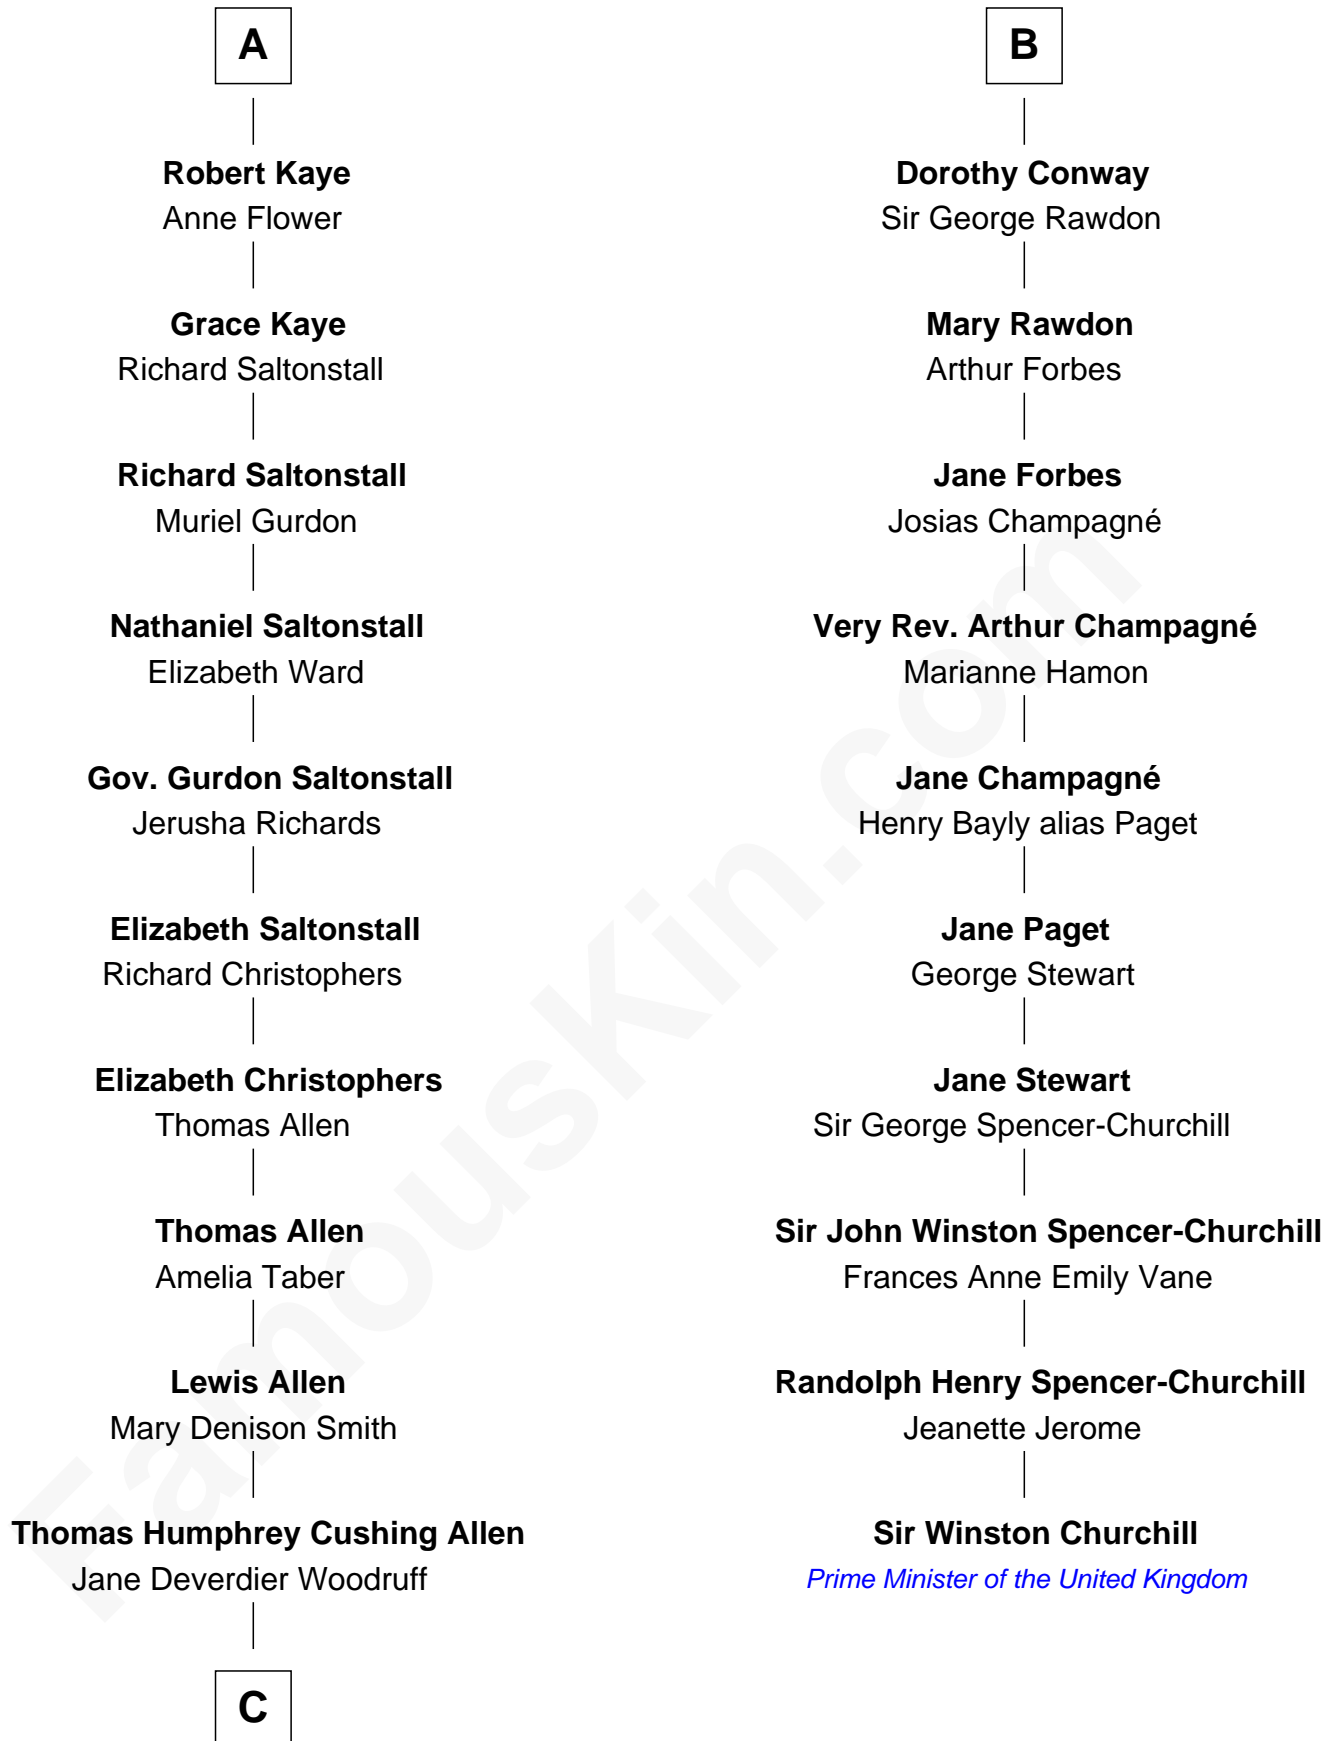 A
Robert Kaye
Anne Flower
Grace Kaye
Richard Saltonstall
Richard Saltonstall
Muriel Gurdon
Nathaniel Saltonstall
Elizabeth Ward
Gov. Gurdon Saltonstall
Jerusha Richards
Elizabeth Saltonstall
Richard Christophers
Elizabeth Christophers
Thomas Allen
Thomas Allen
Amelia Taber
Lewis Allen
Mary Denison Smith
Thomas Humphrey Cushing Allen
Jane Deverdier Woodruff
C
B
Dorothy Conway
Sir George Rawdon
Mary Rawdon
Arthur Forbes
Jane Forbes
Josias Champagné
Very Rev. Arthur Champagné
Marianne Hamon
Jane Champagné
Henry Bayly alias Paget
Jane Paget
George Stewart
Jane Stewart
Sir George Spencer-Churchill
Sir John Winston Spencer-Churchill
Frances Anne Emily Vane
Randolph Henry Spencer-Churchill
Jeanette Jerome
Sir Winston Churchill
Prime Minister of the United Kingdom
FamousKin.com